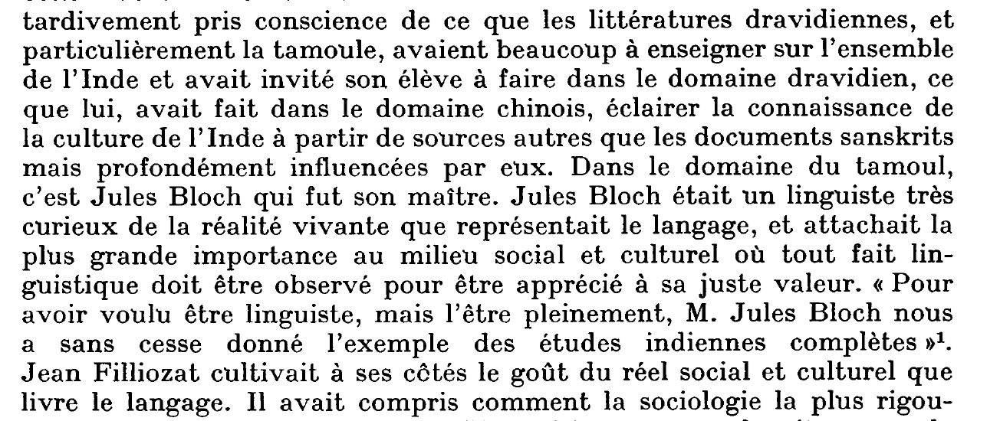 tardivement pris conscience de ce que les littératures dravidiennes, et
particulièrement la tamoule, avaient beaucoup à enseigner sur l'ensemble
de l'Inde et avait invité son élève à faire dans le domaine dravidien, ce
que lui, avait fait dans le domaine chinois, éclairer la connaissance de
la culture de l'Inde à partir de sources autres que les documents sanskrits
mais profondément influencées par eux. Dans le domaine du tamoul,
c'est Jules Bloch qui fut son maître. Jules Bloch était un linguiste très
curieux de la réalité vivante que représentait le langage, et attachait la
plus grande importance au milieu social et culturel où tout fait lin-
guistique doit être observé pour être apprécié à sa juste valeur. « Pour
avoir voulu être linguiste, mais l'être pleinement, M. Jules Bloch nous
a sans cesse donné l'exemple des études indiennes complètes »¹.
Jean Filliozat cultivait à ses côtés le goût du réel social et culturel que
livre le langage. Il avait compris comment la sociologie la plus rigou-